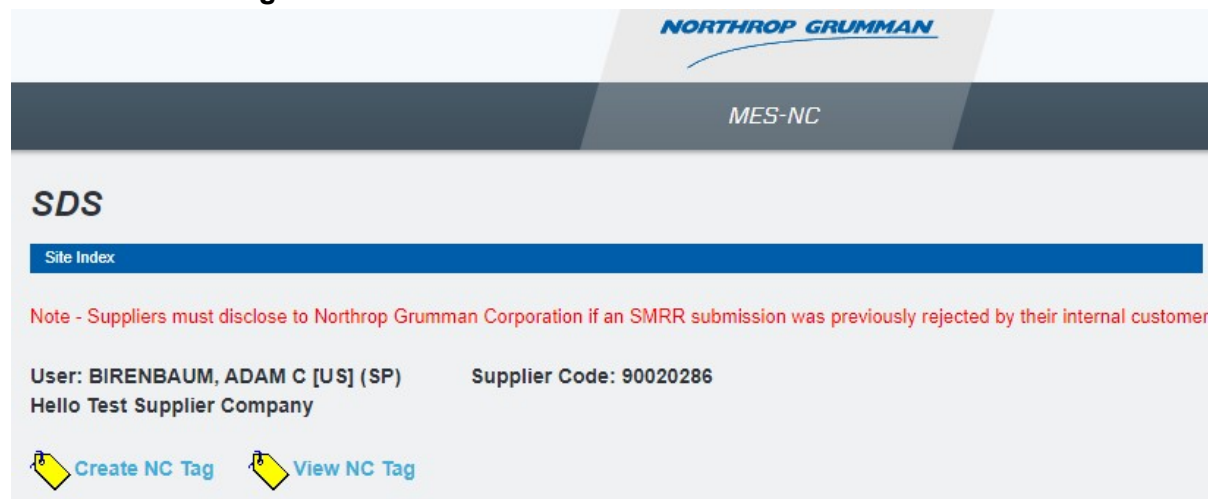 NORTHROP GRUMMAN
MES-NC
SDS
Site Index
Note - Suppliers must disclose to Northrop Grumman Corporation if an SMRR submission was previously rejected by their internal customer
User: BIRENBAUM, ADAM C [US] (SP) Supplier Code: 90020286
Hello Test Supplier Company
Create NC Tag View NC Tag